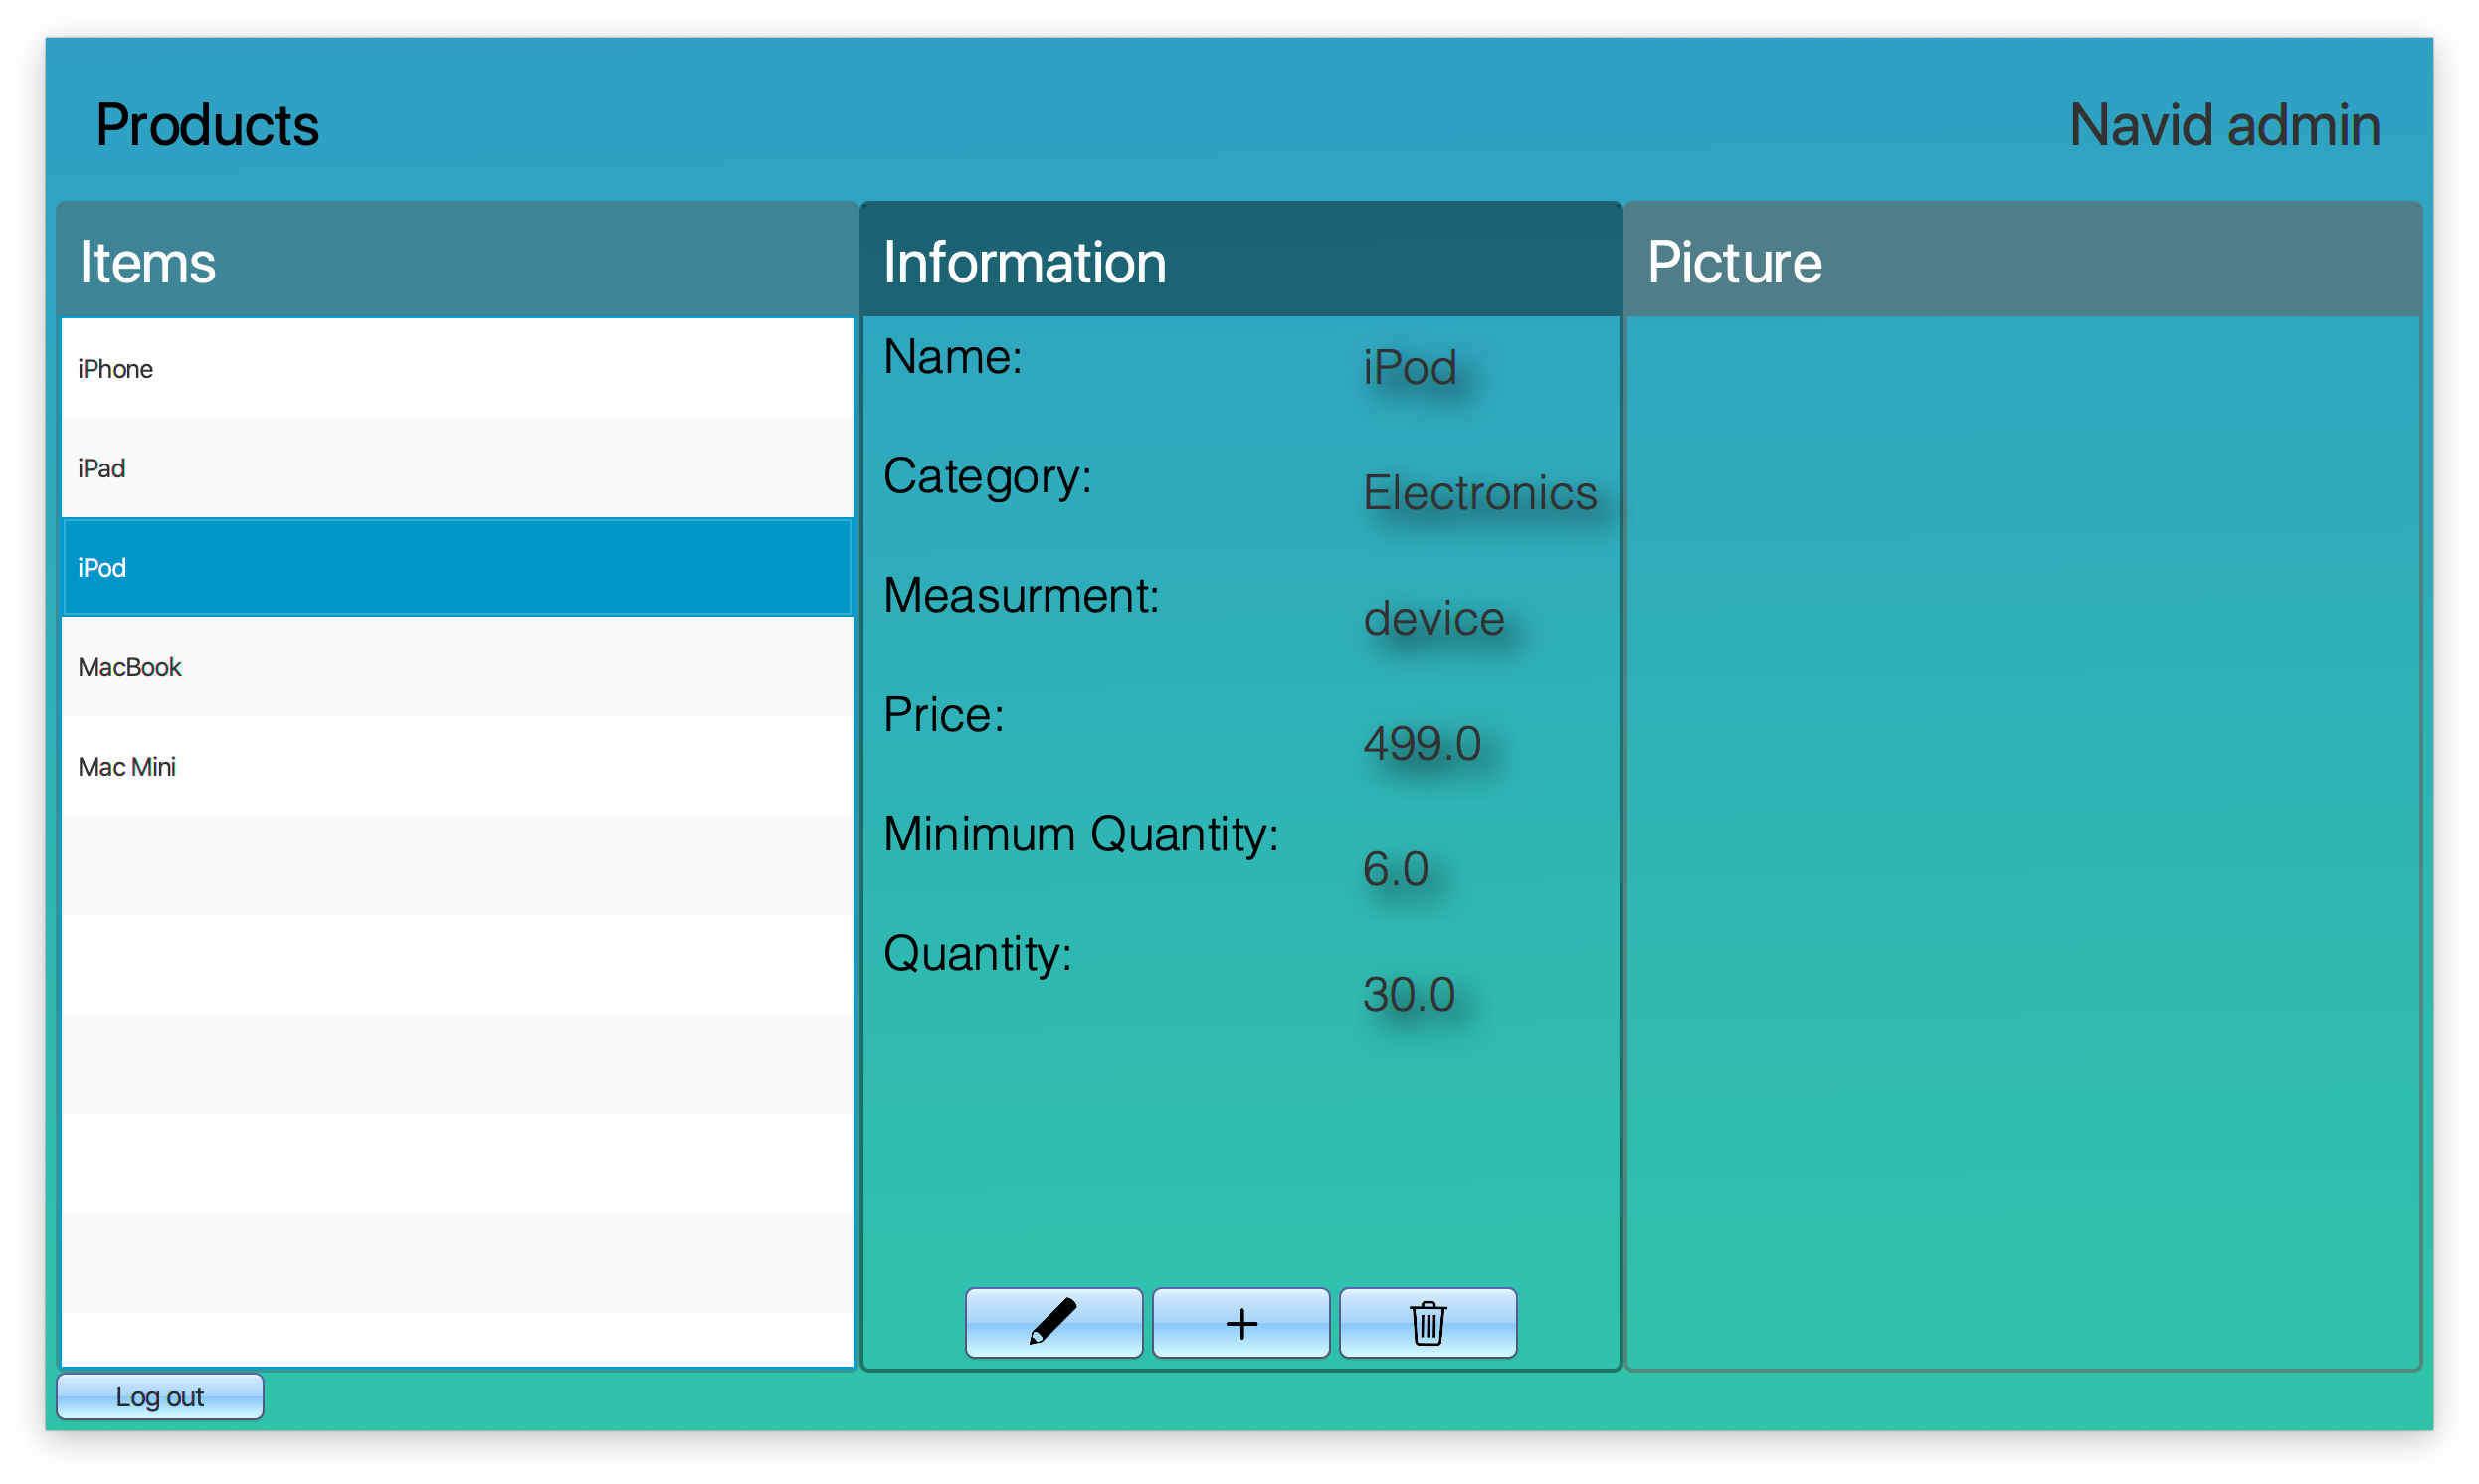 Products
Navid admin
Items
iPhone
iPad
iPod
MacBook
Mac Mini
Information
Name:
iPod
Category:
Electronics
Measurment:
device
Price:
499.0
Minimum Quantity:
6.0
Quantity:
30.0
Picture
Log out